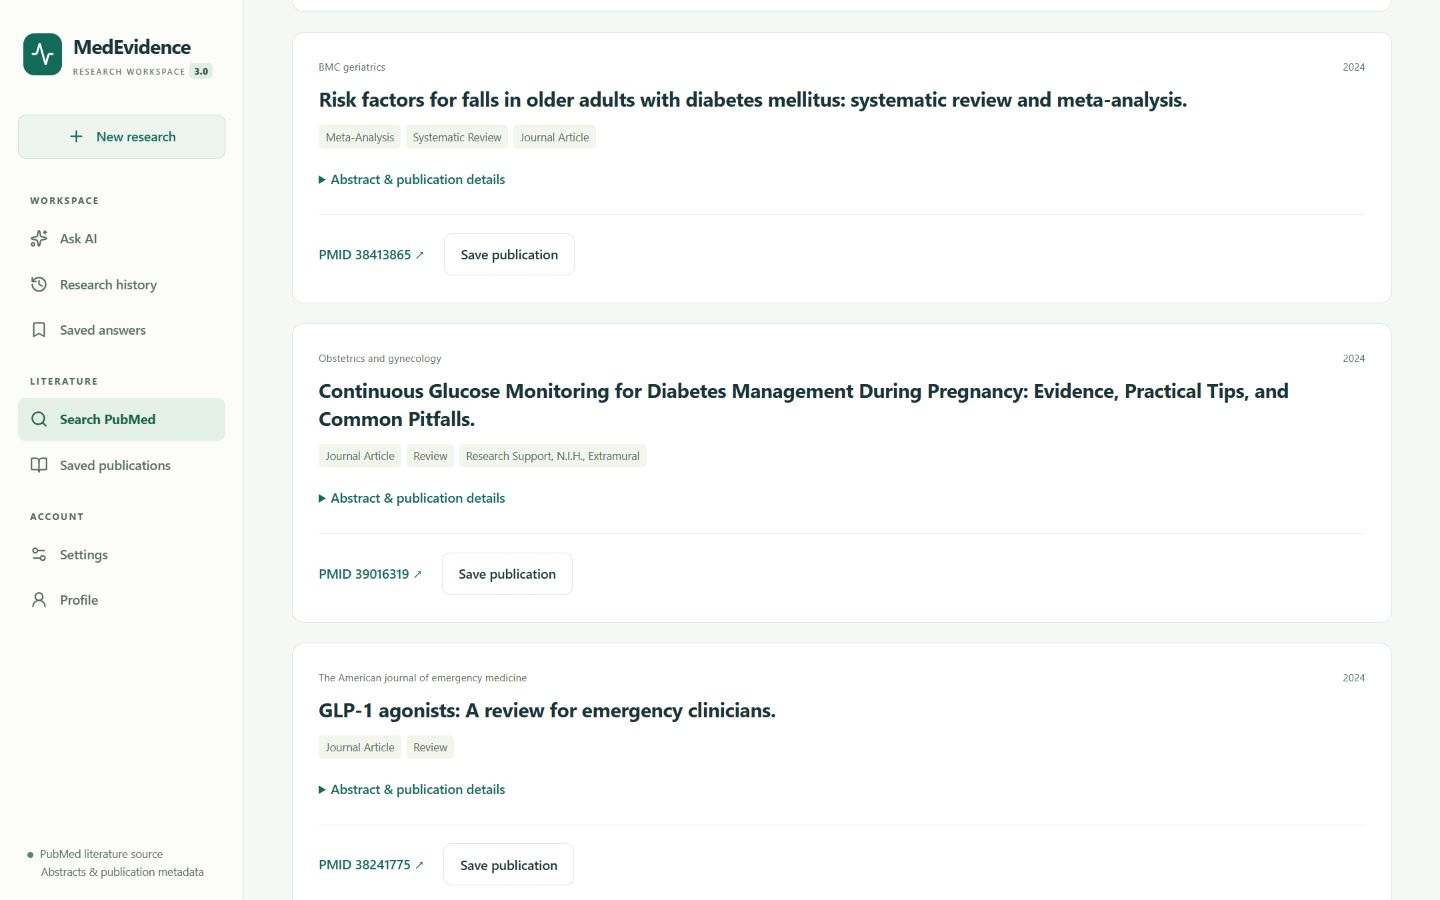 MedEvidence
RESEARCH WORKSPACE 3.0
New research
WORKSPACE
Ask AI
Research history
Saved answers
LITERATURE
Search PubMed
Saved publications
ACCOUNT
Settings
Profile
PubMed literature source
Abstracts & publication metadata
BMC geriatrics 2024
Risk factors for falls in older adults with diabetes mellitus: systematic review and meta-analysis.
Meta-Analysis Systematic Review Journal Article
Abstract & publication details
PMID 38413865 ↗ Save publication
Obstetrics and gynecology 2024
Continuous Glucose Monitoring for Diabetes Management During Pregnancy: Evidence, Practical Tips, and
Common Pitfalls.
Journal Article Review Research Support, N.I.H., Extramural
Abstract & publication details
PMID 39016319 ↗ Save publication
The American journal of emergency medicine 2024
GLP-1 agonists: A review for emergency clinicians.
Journal Article Review
Abstract & publication details
PMID 38241775 ↗ Save publication